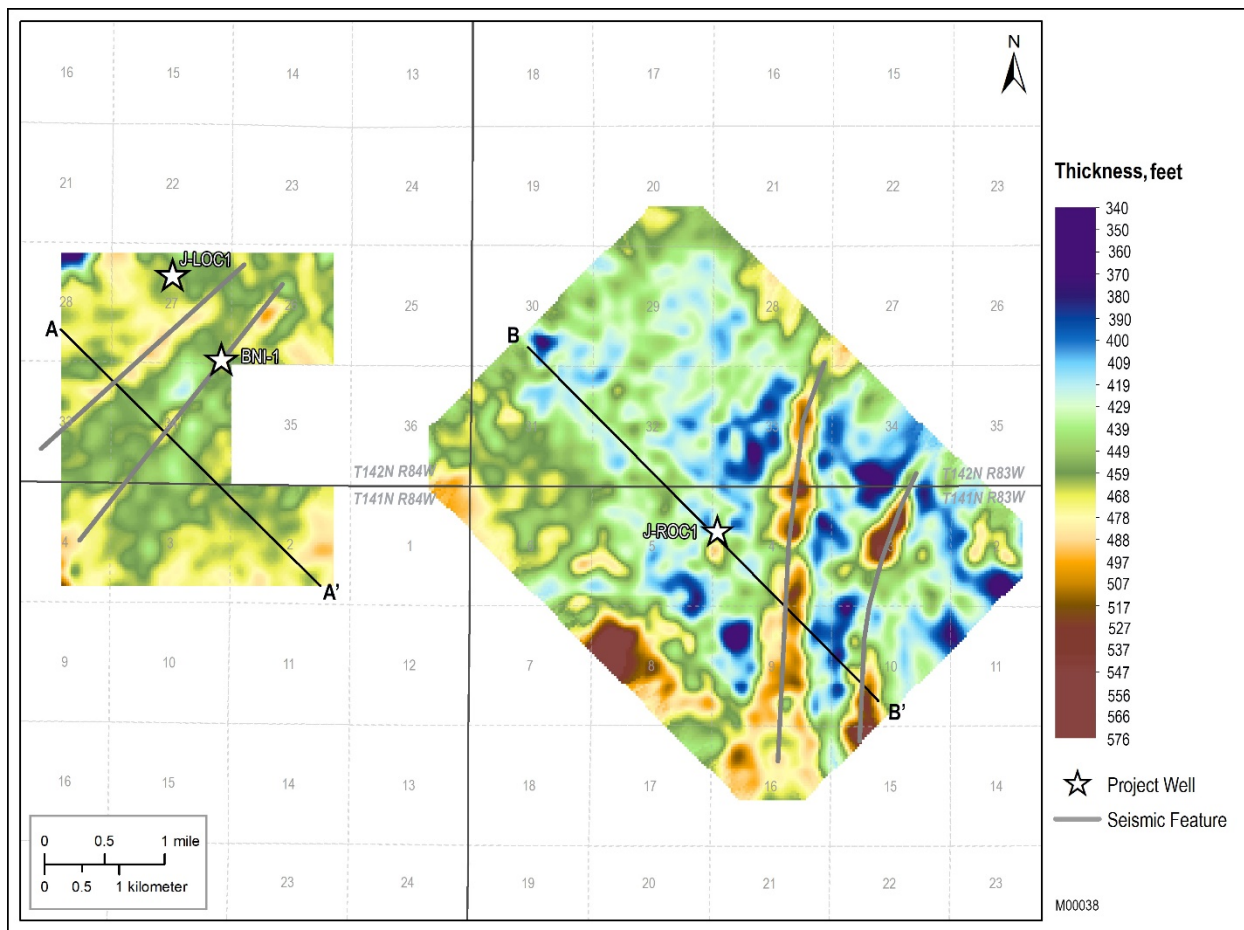 N
16 15 14 13 18 17 16 15 14
21 22 23 24 19 20 21 22 23
J-LOC1
28 27 25 30 29 28 27
A
B
BNI-1
35 36 32 34 35
T142N R84W T142N R83W
T141N R84W T141N R83W
J-ROC1
4 3 2 1 5 4
A'
9 10 11 12 7 8 9 10 11
B'
16 15 14 13 18 17 16 15 14
23 24 19 20 21 22 23
0 0.5 1 mile
0 0.5 1 kilometer
Thickness, feet
340
350
360
370
380
390
400
409
419
429
439
449
459
468
478
488
497
507
517
527
537
547
556
566
576
Project Well
Seismic Feature
M00038